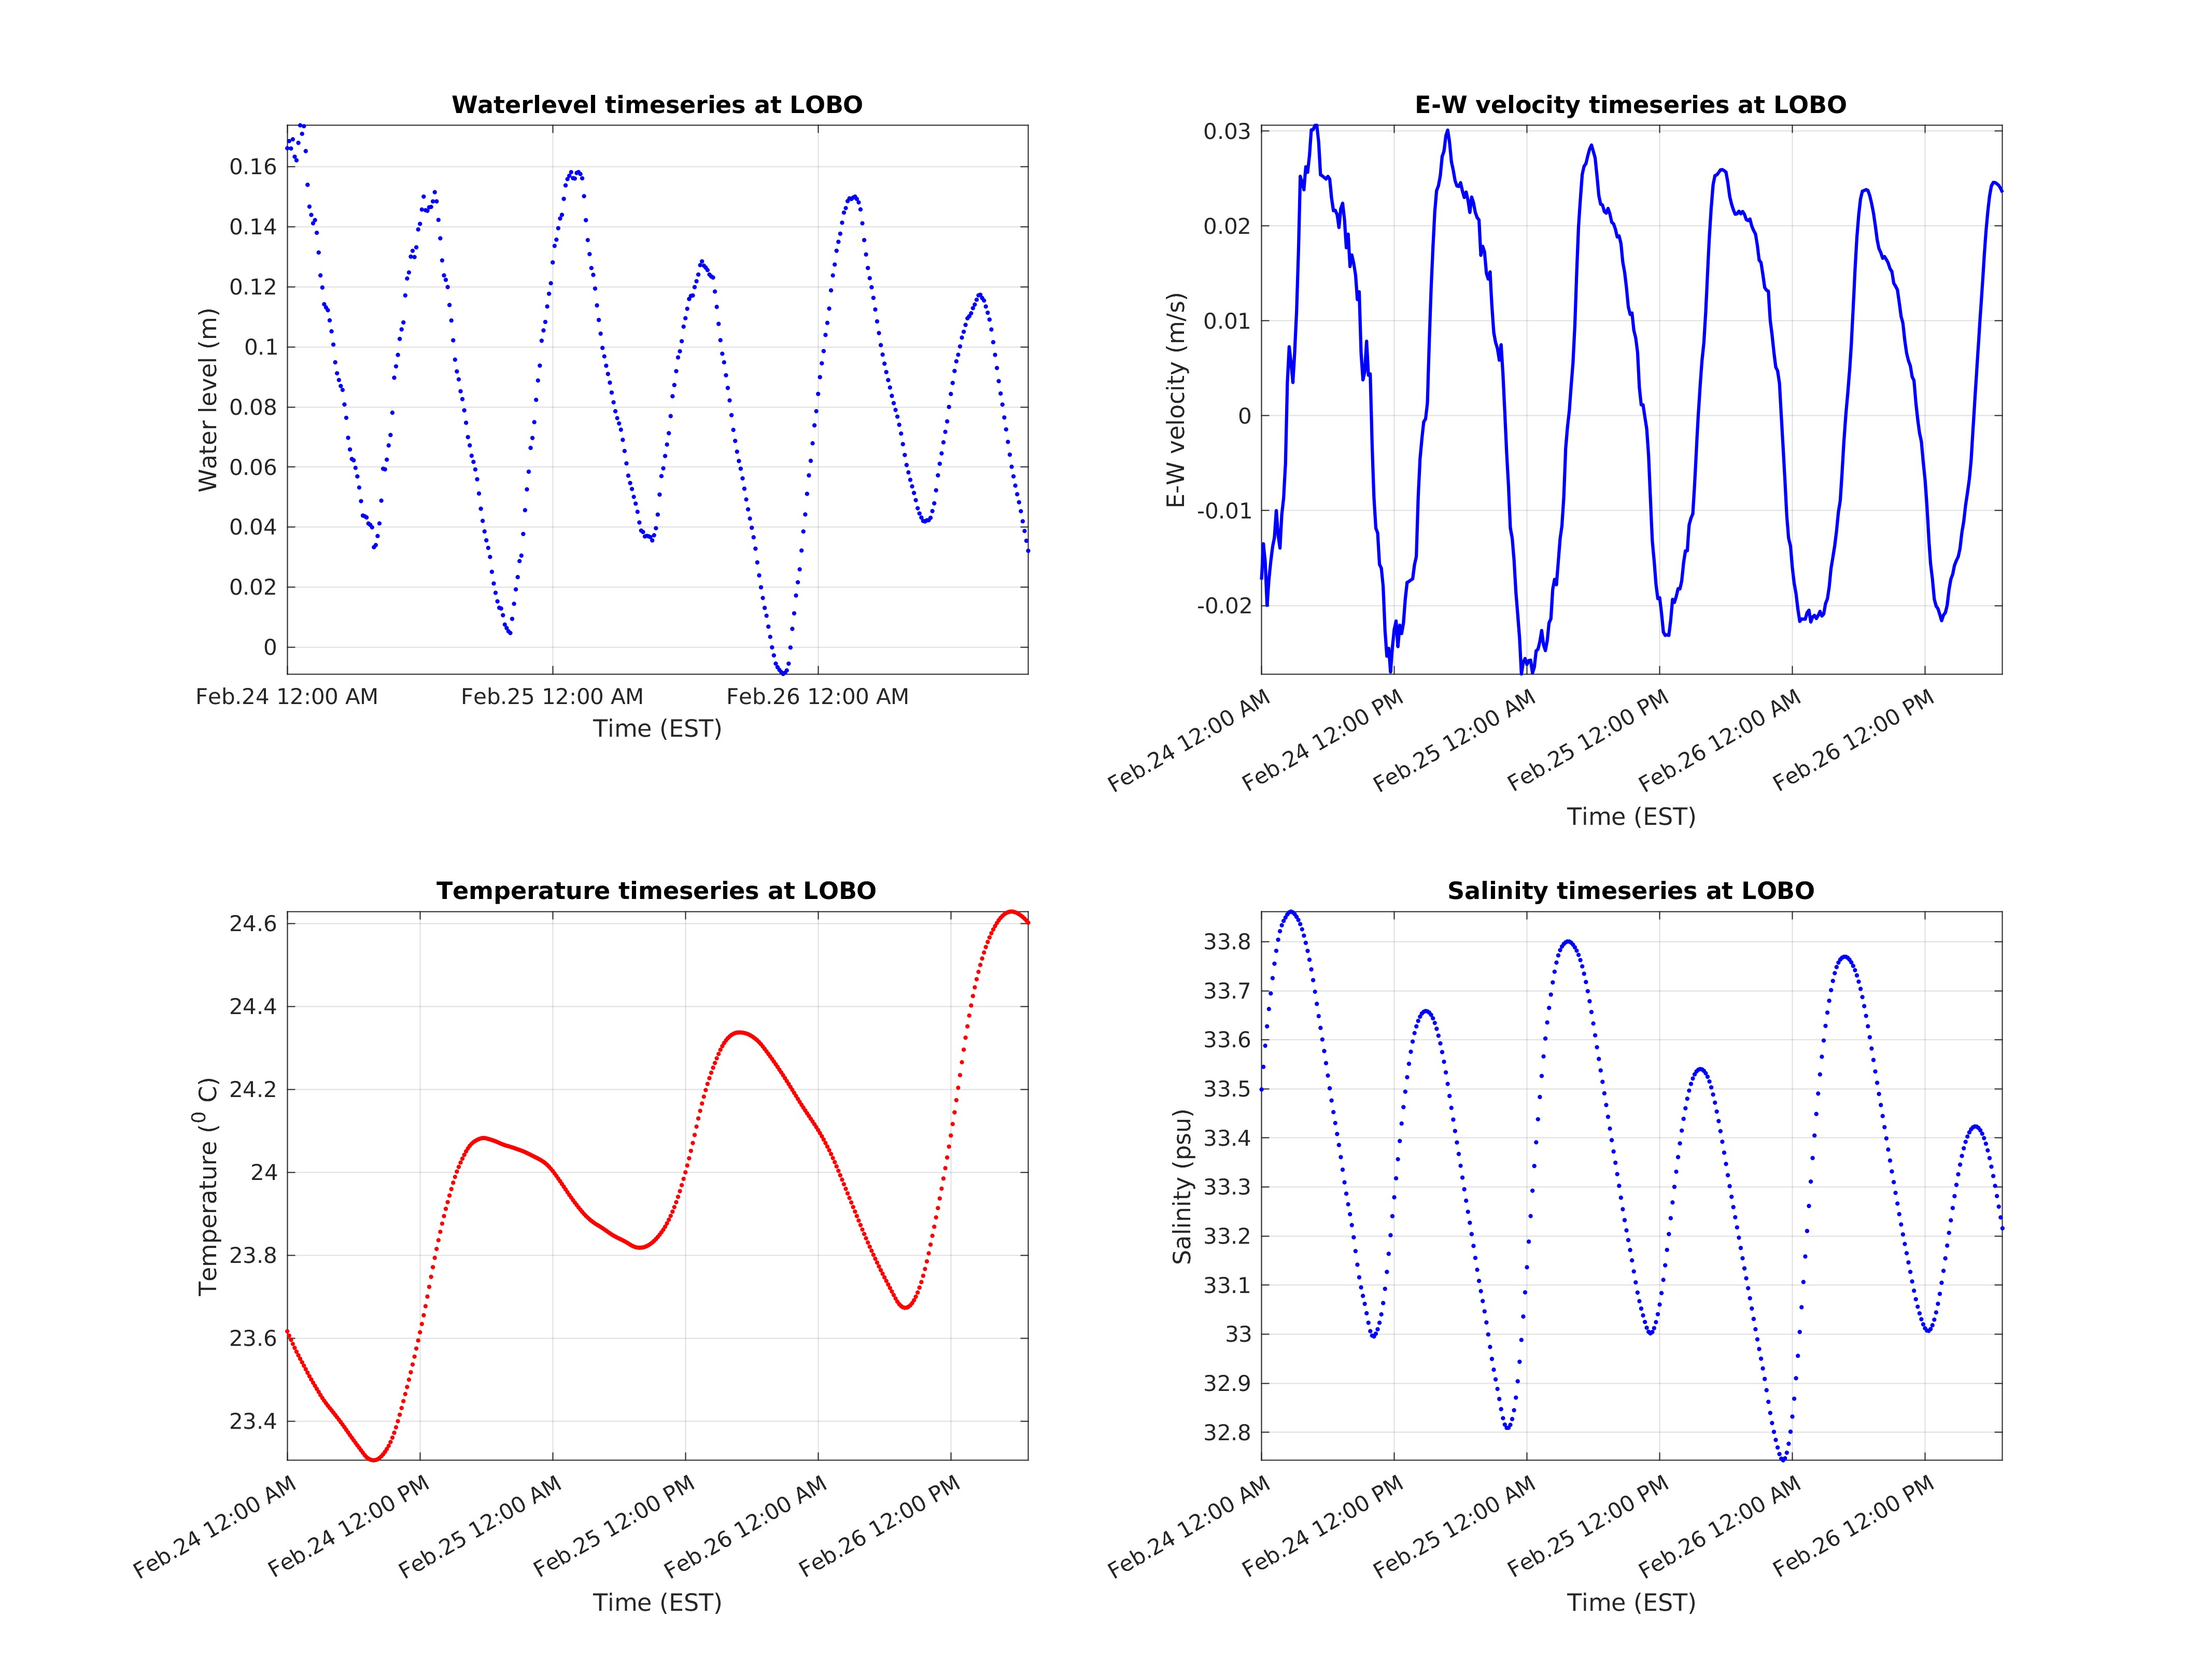 Waterlevel timeseries at LOBO
0.16
0.14
0.12
0.1
0.08
0.06
0.04
0.02
0
Water level (m)
Feb.24 12:00 AM
Feb.25 12:00 AM
Feb.26 12:00 AM
Time (EST)
E-W velocity timeseries at LOBO
0.03
0.02
0.01
0
-0.01
-0.02
E-W velocity (m/s)
Feb.24 12:00 AM
Feb.24 12:00 PM
Feb.25 12:00 AM
Feb.25 12:00 PM
Feb.26 12:00 AM
Feb.26 12:00 PM
Time (EST)
Temperature timeseries at LOBO
24.6
24.4
24.2
24
23.8
23.6
23.4
Temperature (⁰ C)
Feb.24 12:00 AM
Feb.24 12:00 PM
Feb.25 12:00 AM
Feb.25 12:00 PM
Feb.26 12:00 AM
Feb.26 12:00 PM
Time (EST)
Salinity timeseries at LOBO
33.8
33.7
33.6
33.5
33.4
33.3
33.2
33.1
33
32.9
32.8
Salinity (psu)
Feb.24 12:00 AM
Feb.24 12:00 PM
Feb.25 12:00 AM
Feb.25 12:00 PM
Feb.26 12:00 AM
Feb.26 12:00 PM
Time (EST)